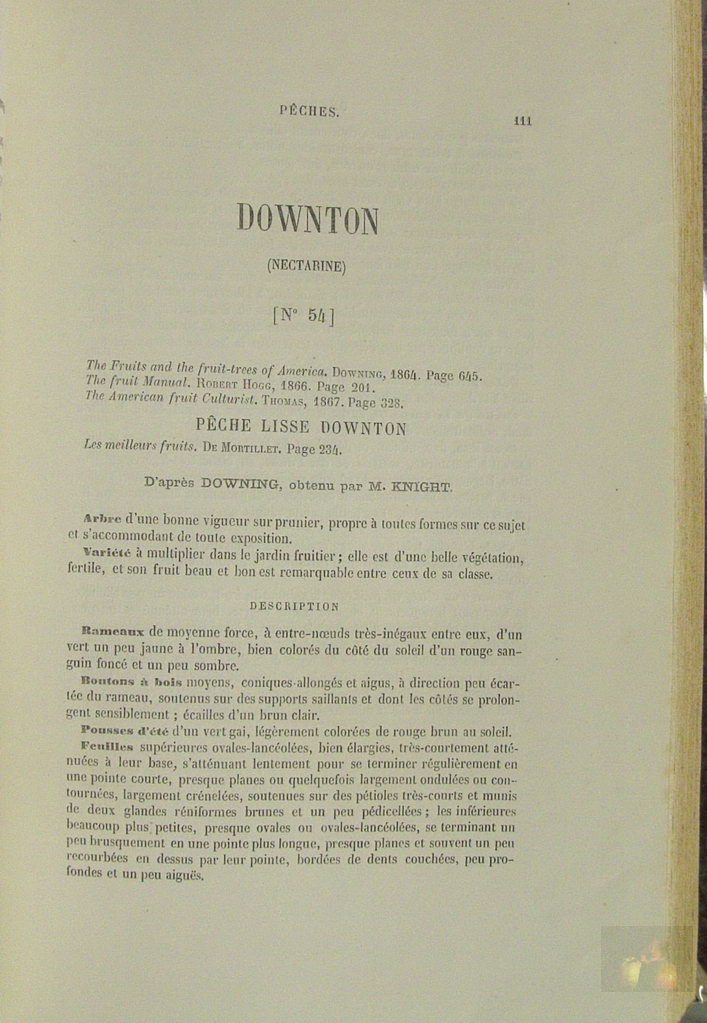 PÊCHES.
111
DOWNTON
(NECTARINE)
[N° 54]
The Fruits and the fruit-trees of America. DOWNING, 1864. Page 645.
The fruit Manual. ROBERT HOGG, 1866. Page 201.
The American fruit Culturist. THOMAS, 1867. Page 328.
PÊCHE LISSE DOWNTON
Les meilleurs fruits. DE MORTILLET. Page 234.
D'après DOWNING, obtenu par M. KNIGHT.
Arbre d'une bonne vigueur sur prunier, propre à toutes formes sur ce sujet
et s'accommodant de toute exposition.
Variété à multiplier dans le jardin fruitier ; elle est d'une belle végétation,
fertile, et son fruit beau et bon est remarquable entre ceux de sa classe.
DESCRIPTION
Rameaux de moyenne force, à entre-nœuds très-inégaux entre eux, d'un
vert un peu jaune à l'ombre, bien colorés du côté du soleil d'un rouge san-
guin foncé et un peu sombre.
Boutons à bois moyens, coniques-allongés et aigus, à direction peu écar-
tée du rameau, soutenus sur des supports saillants et dont les côtés se prolon-
gent sensiblement ; écailles d'un brun clair.
Pousses d'été d'un vert gai, légèrement colorées de rouge brun au soleil.
Feuilles supérieures ovales-lancéolées, bien élargies, très-courtement atté-
nuées à leur base, s'atténuant lentement pour se terminer régulièrement en
une pointe courte, presque planes ou quelquefois largement ondulées ou con-
tournées, largement crénelées, soutenues sur des pétioles très-courts et munis
de deux glandes réniformes brunes et un peu pédicellées ; les inférieures
beaucoup plus petites, presque ovales ou ovales-lancéolées, se terminant un
peu brusquement en une pointe plus longue, presque planes et souvent un peu
recourbées en dessus par leur pointe, bordées de dents couchées, peu pro-
fondes et un peu aiguës.